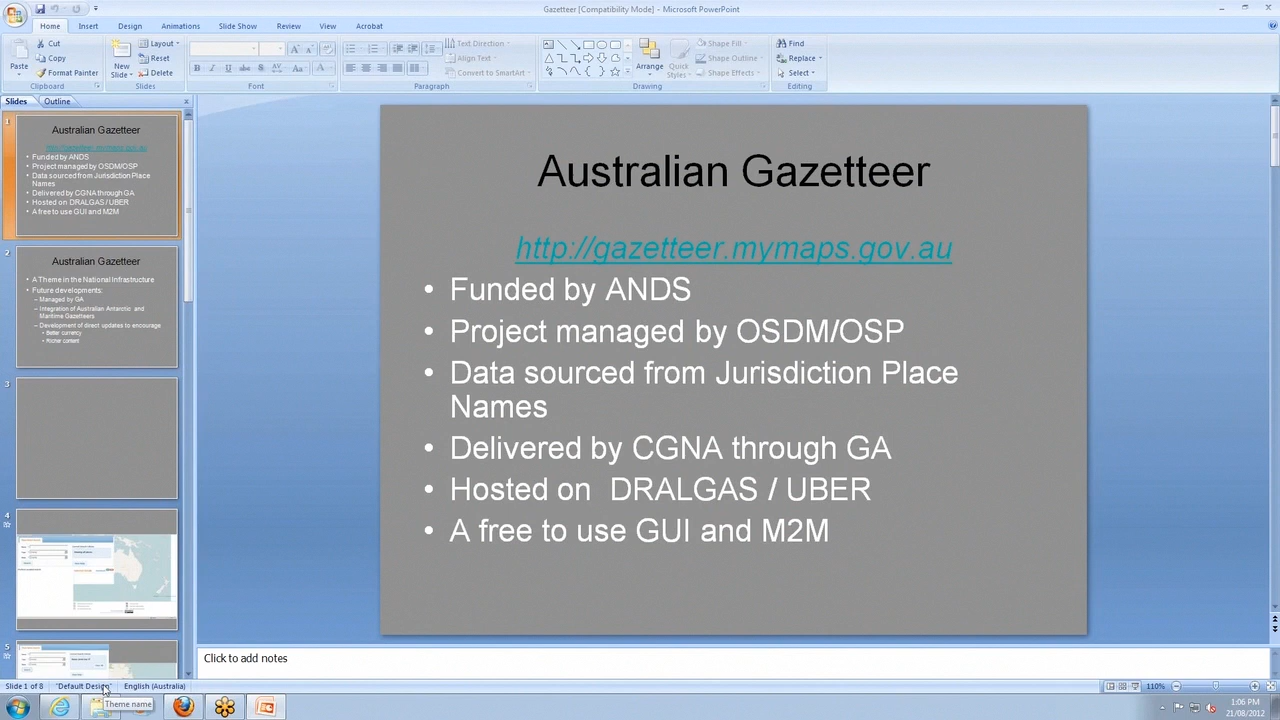 Gazetteer [Compatibility Mode] - Microsoft PowerPoint
Home Insert Design Animations Slide Show Review View Acrobat
Paste
Cut
Copy
Format Painter
Clipboard
New Slide
Layout
Reset
Delete
Slides
Font
Text Direction
Align Text
Convert to SmartArt
Paragraph
Arrange
Quick Styles
Shape Fill
Shape Outline
Shape Effects
Drawing
Find
Replace
Select
Editing
Slides Outline
1
Australian Gazetteer
http://gazetteer.mymaps.gov.au
• Funded by ANDS
• Project managed by OSDM/OSP
• Data sourced from Jurisdiction Place
Names
• Delivered by CGNA through GA
• Hosted on DRALGAS / UBER
• A free to use GUI and M2M
2
Australian Gazetteer
• A Theme in the National Infrastructure
• Future developments:
– Managed by GA
– Integration of Australian Antarctic and
Maritime Gazetteers
– Development of direct updates to encourage
• Better currency
• Richer content
3
4
5
Australian Gazetteer
http://gazetteer.mymaps.gov.au
• Funded by ANDS
• Project managed by OSDM/OSP
• Data sourced from Jurisdiction Place
Names
• Delivered by CGNA through GA
• Hosted on DRALGAS / UBER
• A free to use GUI and M2M
Click to add notes
Slide 1 of 8 "Default Design" English (Australia) 110%
Theme name
1:06 PM
21/08/2012